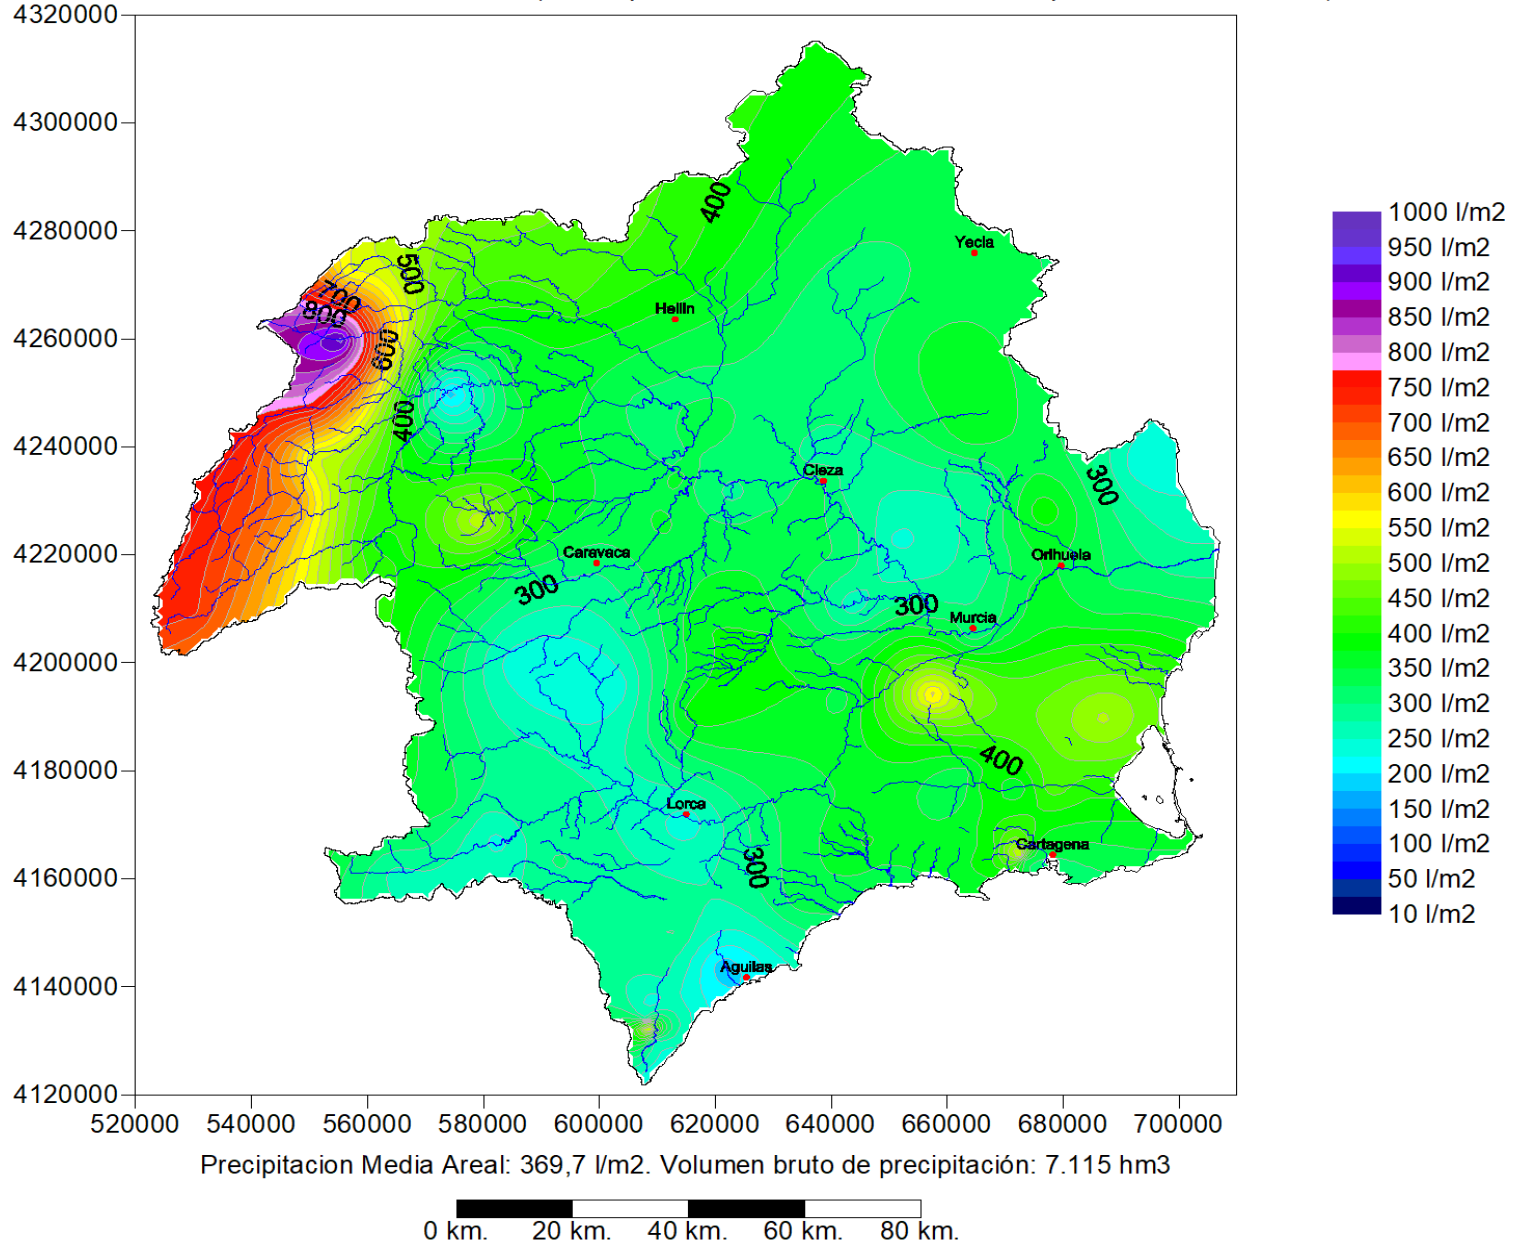 4320000
4300000
4280000
4260000
4240000
4220000
4200000
4180000
4160000
4140000
4120000
520000 540000 560000 580000 600000 620000 640000 660000 680000 700000
400
500
700
800
600
400
300
300
300
400
300
Yecla
Hellin
Cieza
Caravaca
Orihuela
Murcia
Lorca
Cartagena
Aguilas
1000 l/m2
950 l/m2
900 l/m2
850 l/m2
800 l/m2
750 l/m2
700 l/m2
650 l/m2
600 l/m2
550 l/m2
500 l/m2
450 l/m2
400 l/m2
350 l/m2
300 l/m2
250 l/m2
200 l/m2
150 l/m2
100 l/m2
50 l/m2
10 l/m2
Precipitacion Media Areal: 369,7 l/m2. Volumen bruto de precipitación: 7.115 hm3
0 km. 20 km. 40 km. 60 km. 80 km.